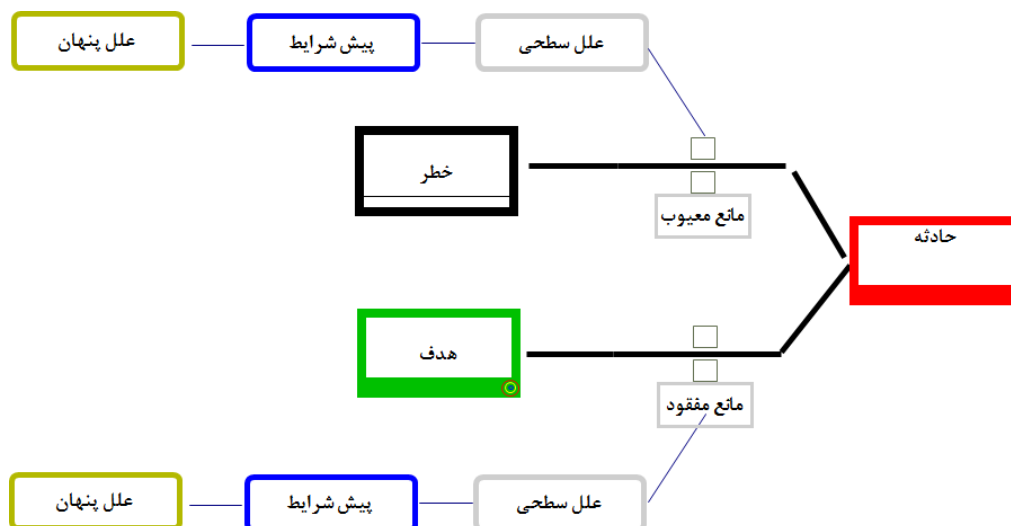 علل پنهان
پیش شرایط
علل سطحی
خطر
مانع معیوب
حادثه
هدف
مانع مفقود
علل پنهان
پیش شرایط
علل سطحی